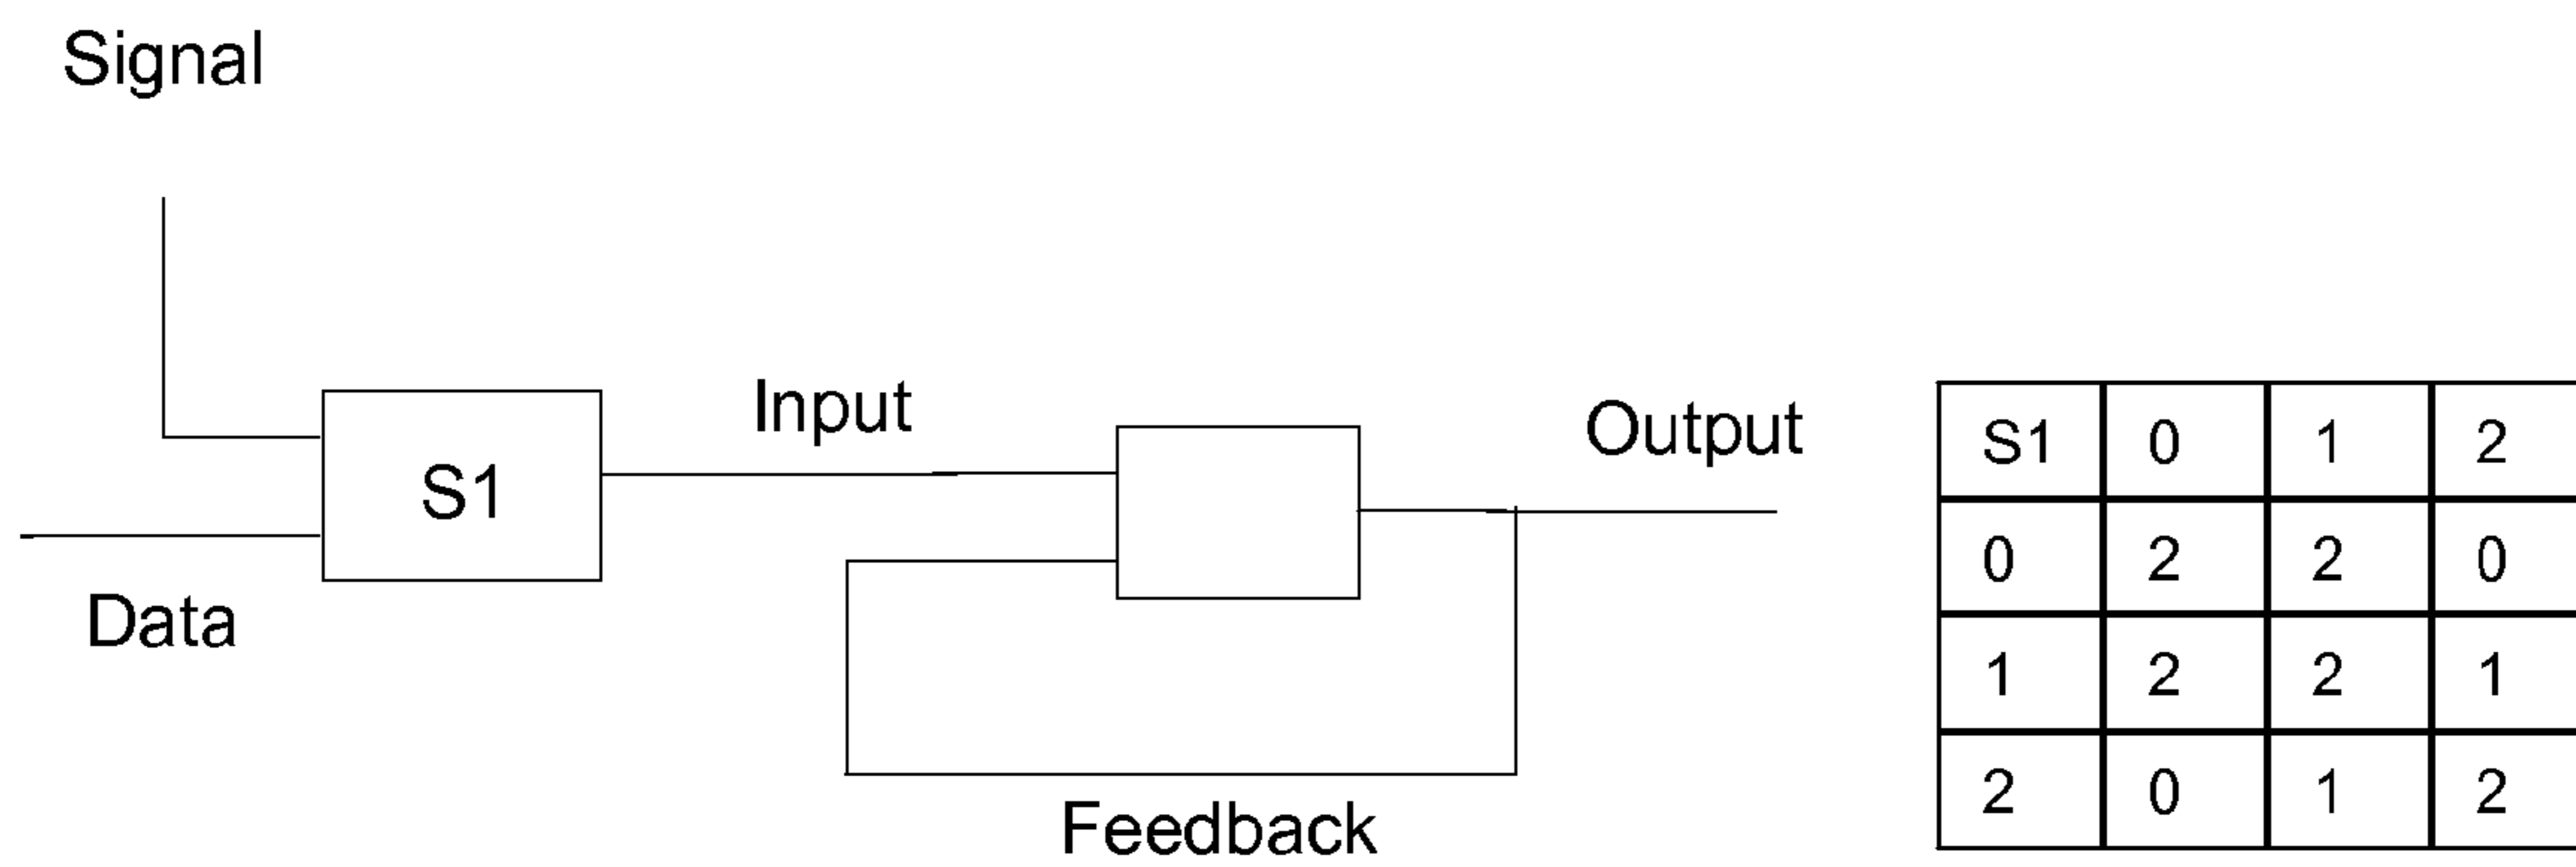 Signal
S1
Data
Input
Output
Feedback
S1 0 1 2
0 2 2 0
1 2 2 1
2 0 1 2